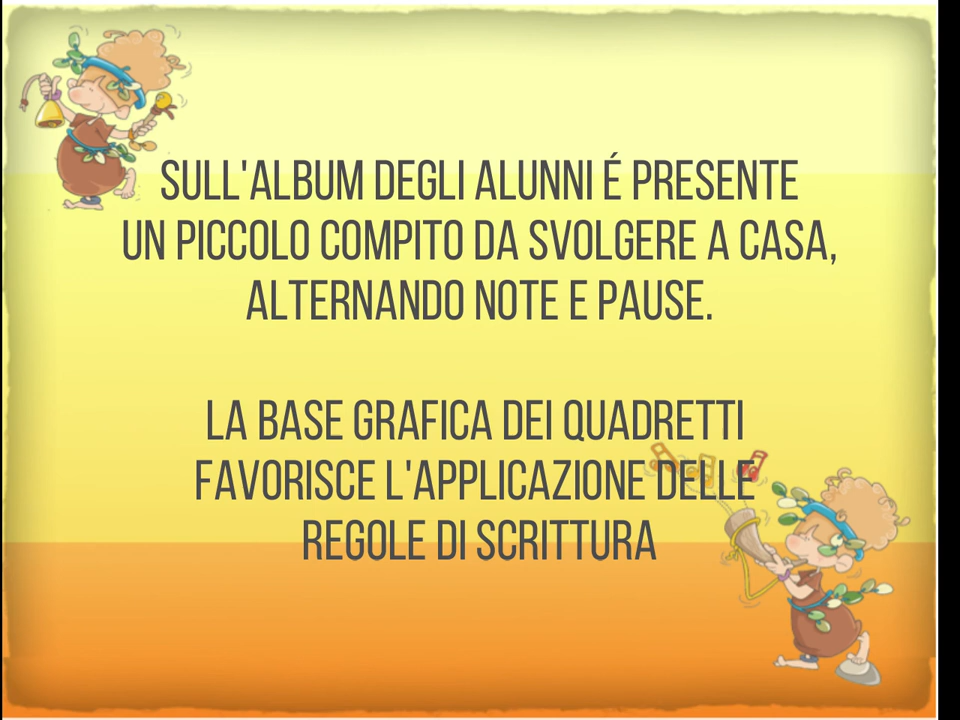 SULL'ALBUM DEGLI ALUNNI É PRESENTE
UN PICCOLO COMPITO DA SVOLGERE A CASA,
ALTERNANDO NOTE E PAUSE.
LA BASE GRAFICA DEI QUADRETTI
FAVORISCE L'APPLICAZIONE DELLE
REGOLE DI SCRITTURA